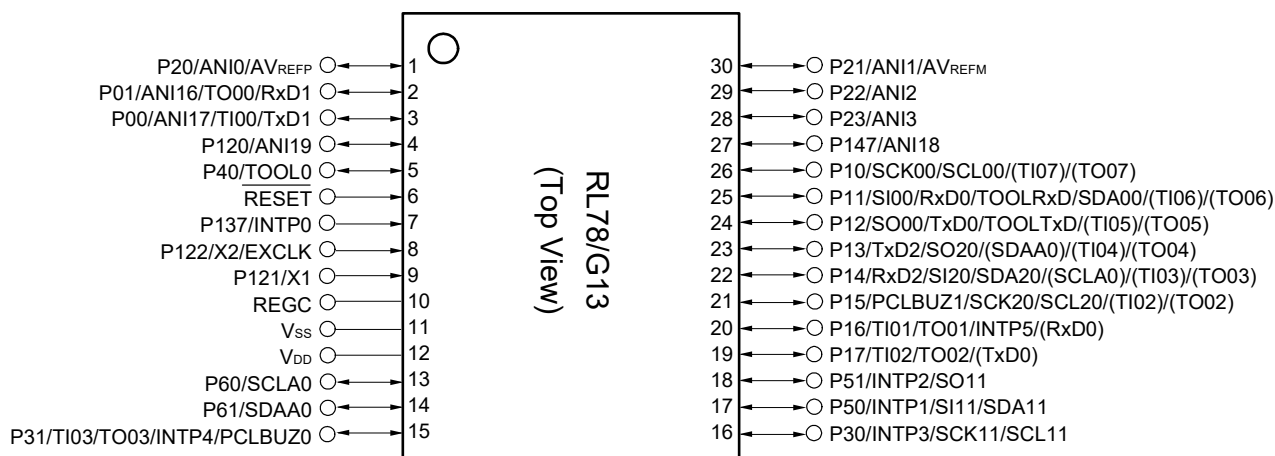 P20/ANI0/AVREFP 1
P01/ANI16/TO00/RxD1 2
P00/ANI17/TI00/TxD1 3
P120/ANI19 4
P40/TOOL0 5
RESET 6
P137/INTP0 7
P122/X2/EXCLK 8
P121/X1 9
REGC 10
VSS 11
VDD 12
P60/SCLA0 13
P61/SDAA0 14
P31/TI03/TO03/INTP4/PCLBUZ0 15
RL78/G13
(Top View)
30 P21/ANI1/AVREFM
29 P22/ANI2
28 P23/ANI3
27 P147/ANI18
26 P10/SCK00/SCL00/(TI07)/(TO07)
25 P11/SI00/RxD0/TOOLRxD/SDA00/(TI06)/(TO06)
24 P12/SO00/TxD0/TOOLTxD/(TI05)/(TO05)
23 P13/TxD2/SO20/(SDAA0)/(TI04)/(TO04)
22 P14/RxD2/SI20/SDA20/(SCLA0)/(TI03)/(TO03)
21 P15/PCLBUZ1/SCK20/SCL20/(TI02)/(TO02)
20 P16/TI01/TO01/INTP5/(RxD0)
19 P17/TI02/TO02/(TxD0)
18 P51/INTP2/SO11
17 P50/INTP1/SI11/SDA11
16 P30/INTP3/SCK11/SCL11